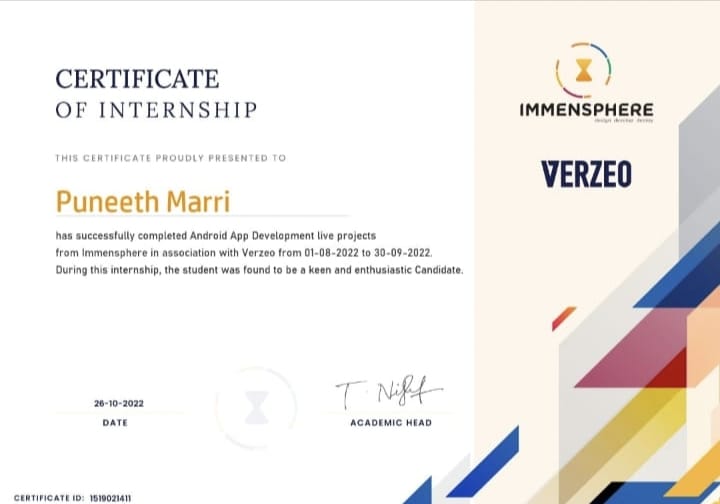 CERTIFICATE
OF INTERNSHIP
THIS CERTIFICATE PROUDLY PRESENTED TO
Puneeth Marri
has successfully completed Android App Development live projects
from Immensphere in association with Verzeo from 01-08-2022 to 30-09-2022.
During this internship, the student was found to be a keen and enthusiastic Candidate.
26-10-2022
DATE
ACADEMIC HEAD
CERTIFICATE ID: 1519021411
IMMENSPHERE
design develop destiny
VERZEO